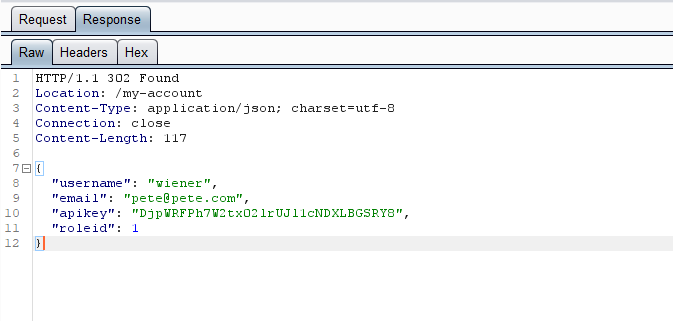 Request Response
Raw Headers Hex
1 HTTP/1.1 302 Found
2 Location: /my-account
3 Content-Type: application/json; charset=utf-8
4 Connection: close
5 Content-Length: 117
6
7 {
8 "username": "wiener",
9 "email": "pete@pete.com",
10 "apikey": "DjpWRFPh7W2txO2lrUJl1cNDXLBGSRY8",
11 "roleid": 1
12 }